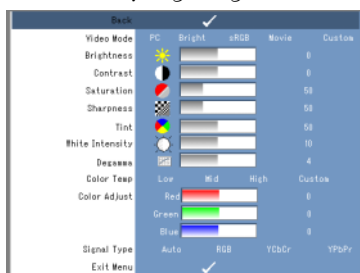 Back
Video Mode PC Bright sRGB Movie Custom
Brightness 0
Contrast 0
Saturation 50
Sharpness 50
Tint 50
White Intensity 10
Degamma 4
Color Temp Low Mid High Custom
Color Adjust Red 0
Green 0
Blue 0
Signal Type Auto RGB YCbCr YPbPr
Exit Menu